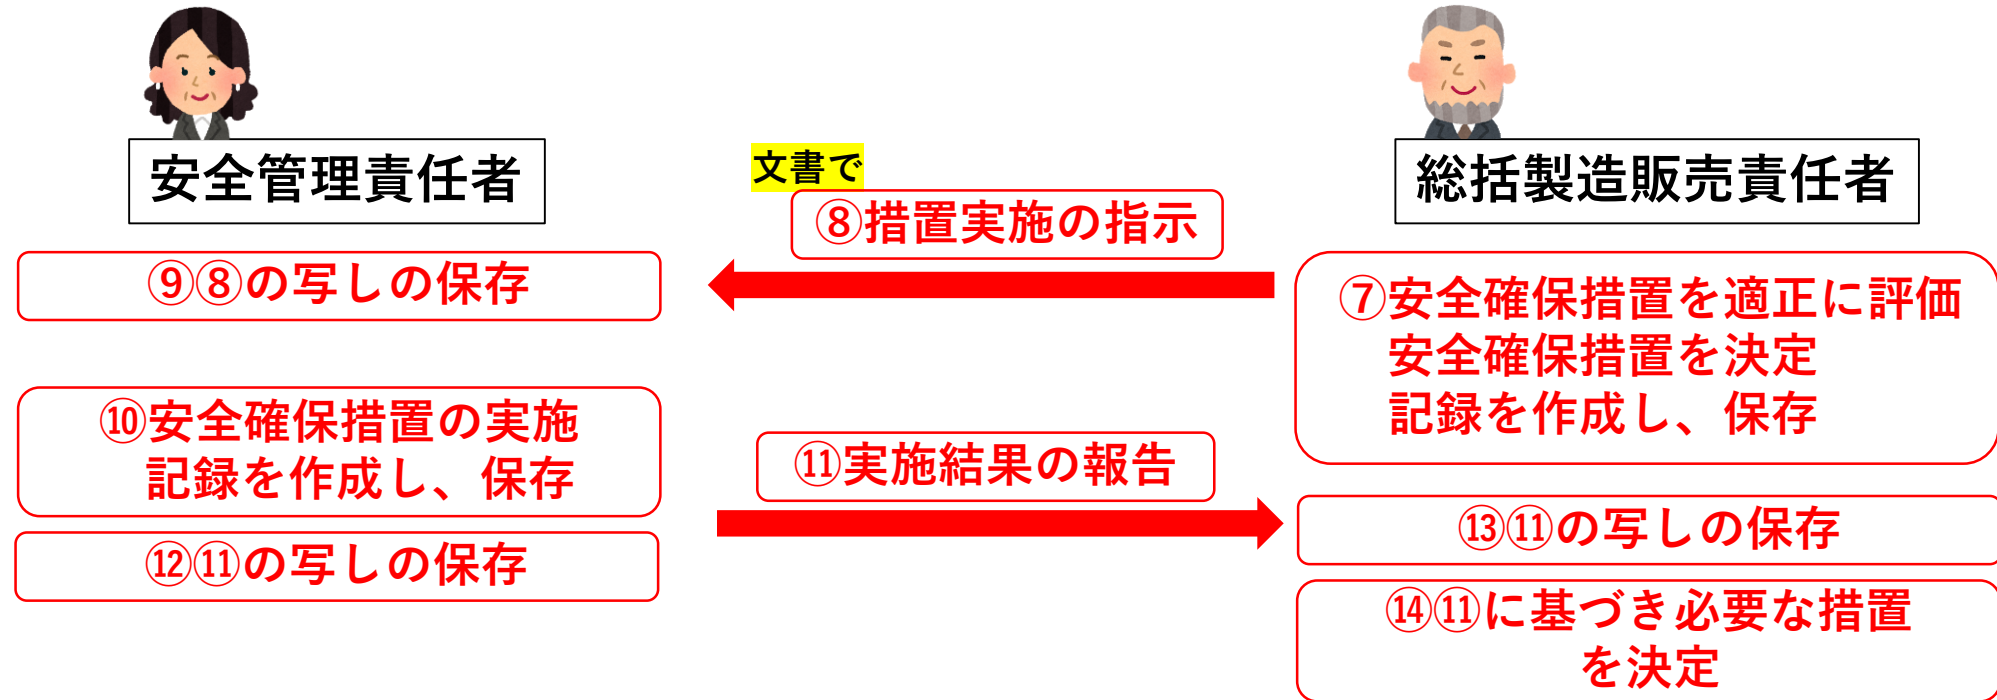 安全管理責任者
文書で
⑧措置実施の指示
総括製造販売責任者
⑨⑧の写しの保存
⑦安全確保措置を適正に評価
安全確保措置を決定
記録を作成し、保存
⑩安全確保措置の実施
記録を作成し、保存
⑪実施結果の報告
⑫⑪の写しの保存
⑬⑪の写しの保存
⑭⑪に基づき必要な措置
を決定